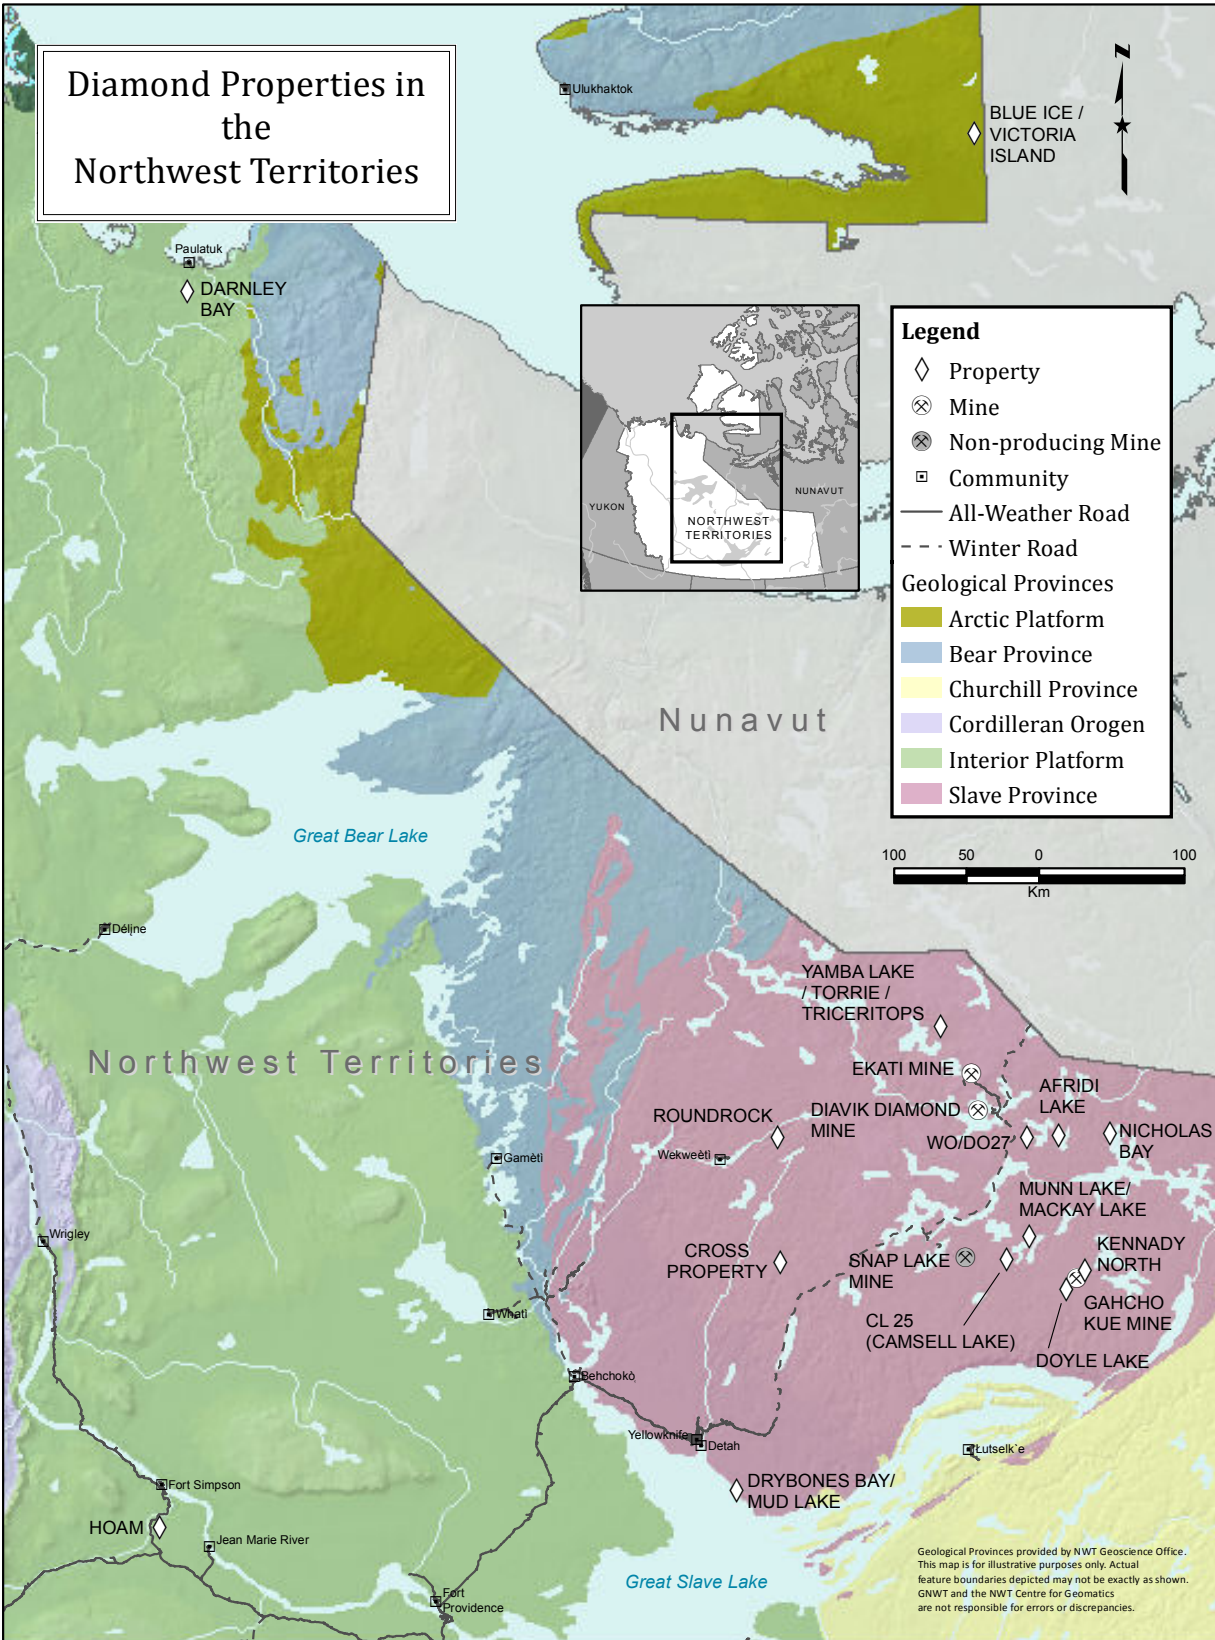 Diamond Properties in
the
Northwest Territories
Ulukhaktok
BLUE ICE /
VICTORIA
ISLAND
N
Paulatuk
DARNLEY
BAY
YUKON
NORTHWEST
TERRITORIES
NUNAVUT
Legend
Property
Mine
Non-producing Mine
Community
All-Weather Road
Winter Road
Geological Provinces
Arctic Platform
Bear Province
Churchill Province
Cordilleran Orogen
Interior Platform
Slave Province
Nunavut
Great Bear Lake
100 50 0 100
Km
Délįne
YAMBA LAKE
/ TORRIE /
TRICERITOPS
Northwest Territories
EKATI MINE
AFRIDI
LAKE
DIAVIK DIAMOND
MINE
ROUNDROCK
WO/DO27
NICHOLAS
BAY
Gamètì
Wekweètì
MUNN LAKE/
MACKAY LAKE
Wrigley
CROSS
PROPERTY
SNAP LAKE
MINE
KENNADY
NORTH
Whatì
GAHCHO
KUE MINE
CL 25
(CAMSELL LAKE)
DOYLE LAKE
Behchokò
Yellowknife
Detah
Łutselk`e
Fort Simpson
DRYBONES BAY/
MUD LAKE
HOAM
Jean Marie River
Great Slave Lake
Fort
Providence
Geological Provinces provided by NWT Geoscience Office.
This map is for illustrative purposes only. Actual
feature boundaries depicted may not be exactly as shown.
GNWT and the NWT Centre for Geomatics
are not responsible for errors or discrepancies.